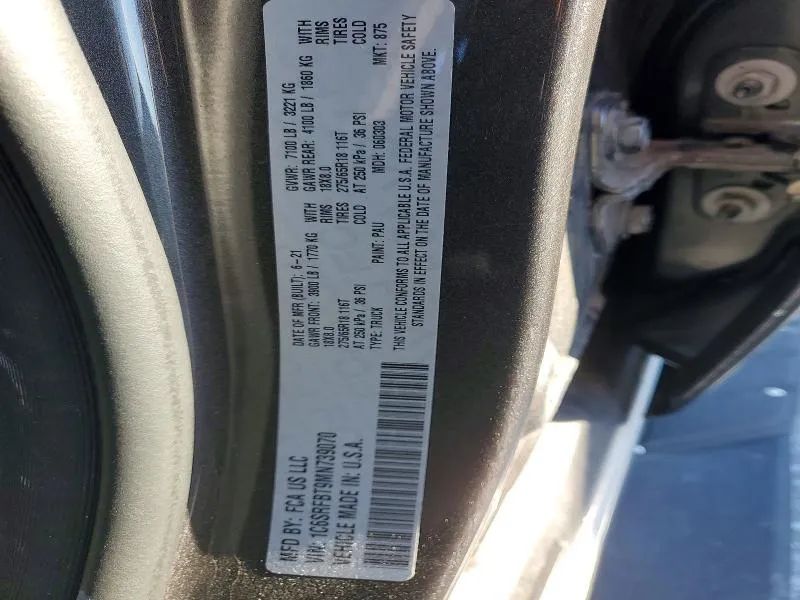 MFD BY: FCA US LLC
DATE OF MFR (BUILT): 6-21
GVWR: 7100 LB / 3221 KG
GAWR FRONT: 3900 LB / 1770 KG WITH
GAWR REAR: 4100 LB / 1860 KG WITH
18X8.0 RIMS
18X8.0 RIMS
275/65R18 116T TIRES
275/65R18 116T TIRES
AT 250 kPa / 36 PSI COLD
AT 250 kPa / 36 PSI COLD
VIN: 1C6SRFBT9MN739070
TYPE: TRUCK
PAINT: PAU
MDH: 060303
MKT: 875
VEHICLE MADE IN: U.S.A.
THIS VEHICLE CONFORMS TO ALL APPLICABLE U.S.A. FEDERAL MOTOR VEHICLE SAFETY
STANDARDS IN EFFECT ON THE DATE OF MANUFACTURE SHOWN ABOVE.